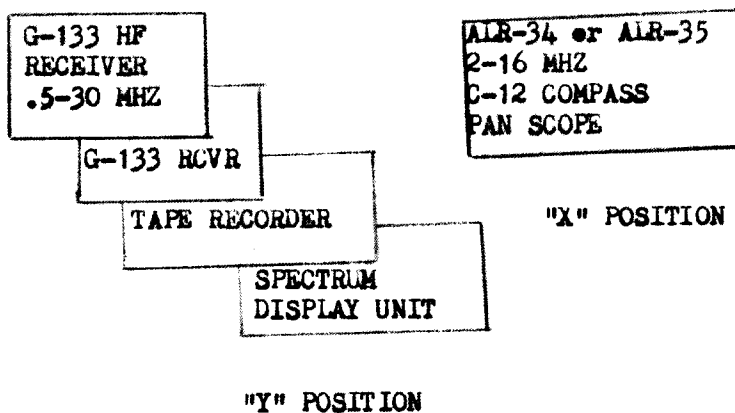 G-133 HF
RECEIVER
.5-30 MHZ
G-133 RCVR
TAPE RECORDER
SPECTRUM
DISPLAY UNIT
"Y" POSITION
ALR-34 or ALR-35
2-16 MHZ
C-12 COMPASS
PAN SCOPE
"X" POSITION